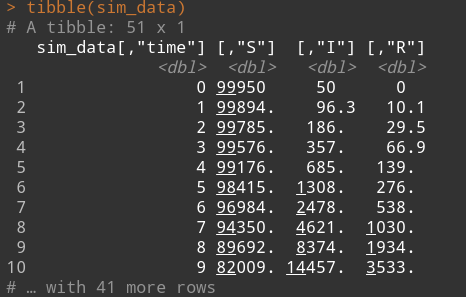 > tibble(sim_data)
# A tibble: 51 x 1
   sim_data[,"time"] [,"S"]  [,"I"] [,"R"]
               <dbl>  <dbl>   <dbl>  <dbl>
 1                 0 99950     50      0
 2                 1 99894.    96.3   10.1
 3                 2 99785.   186.    29.5
 4                 3 99576.   357.    66.9
 5                 4 99176.   685.   139.
 6                 5 98415.  1308.   276.
 7                 6 96984.  2478.   538.
 8                 7 94350.  4621.  1030.
 9                 8 89692.  8374.  1934.
10                 9 82009. 14457.  3533.
# … with 41 more rows